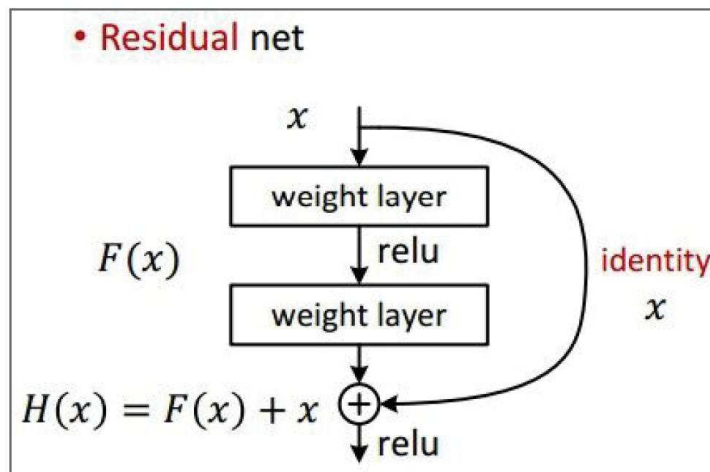 • Residual net
x
weight layer
relu
F(x)
identity
x
weight layer
H(x) = F(x) + x
+
relu